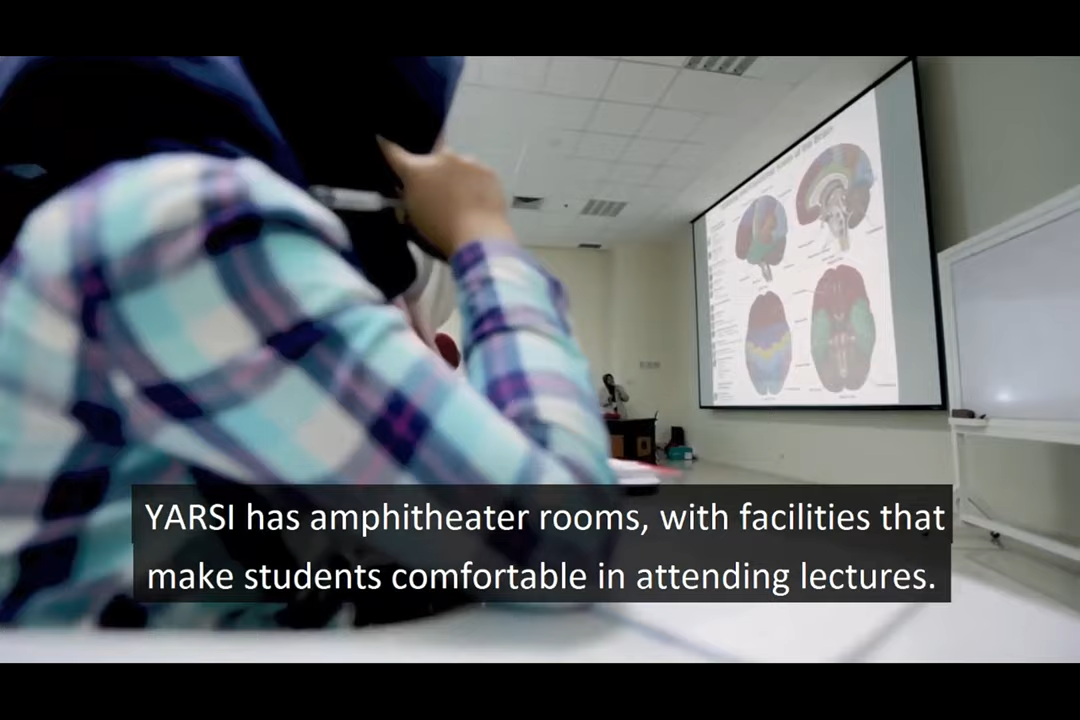 YARSI has amphitheater rooms, with facilities that
make students comfortable in attending lectures.